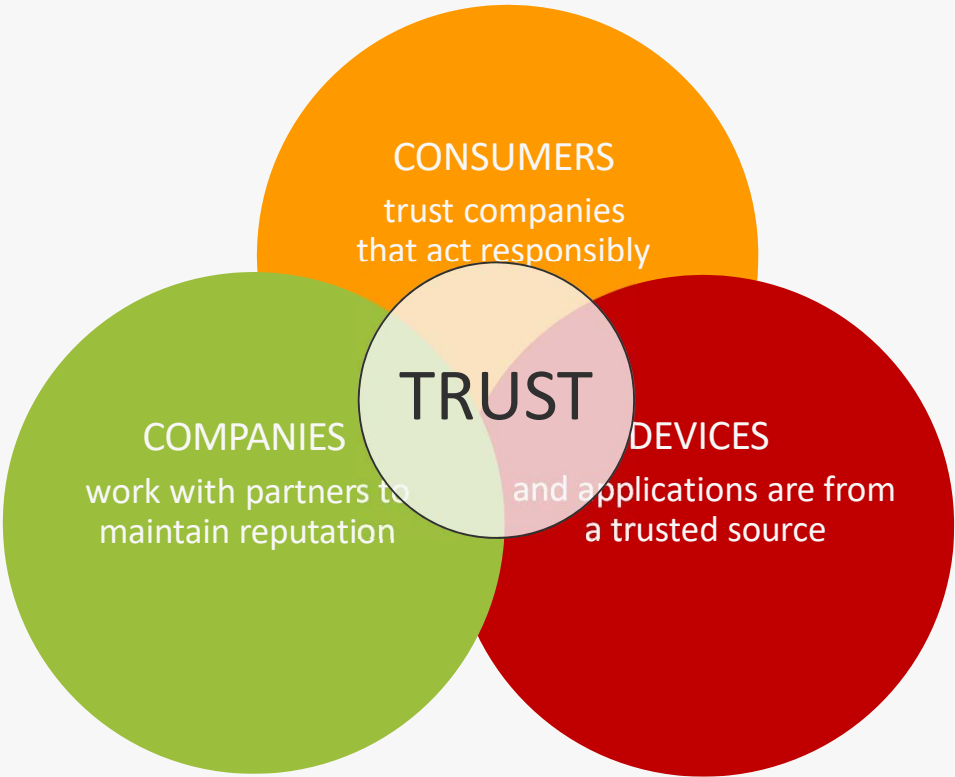 CONSUMERS
trust companies
that act responsibly
TRUST
COMPANIES
work with partners to
maintain reputation
DEVICES
and applications are from
a trusted source